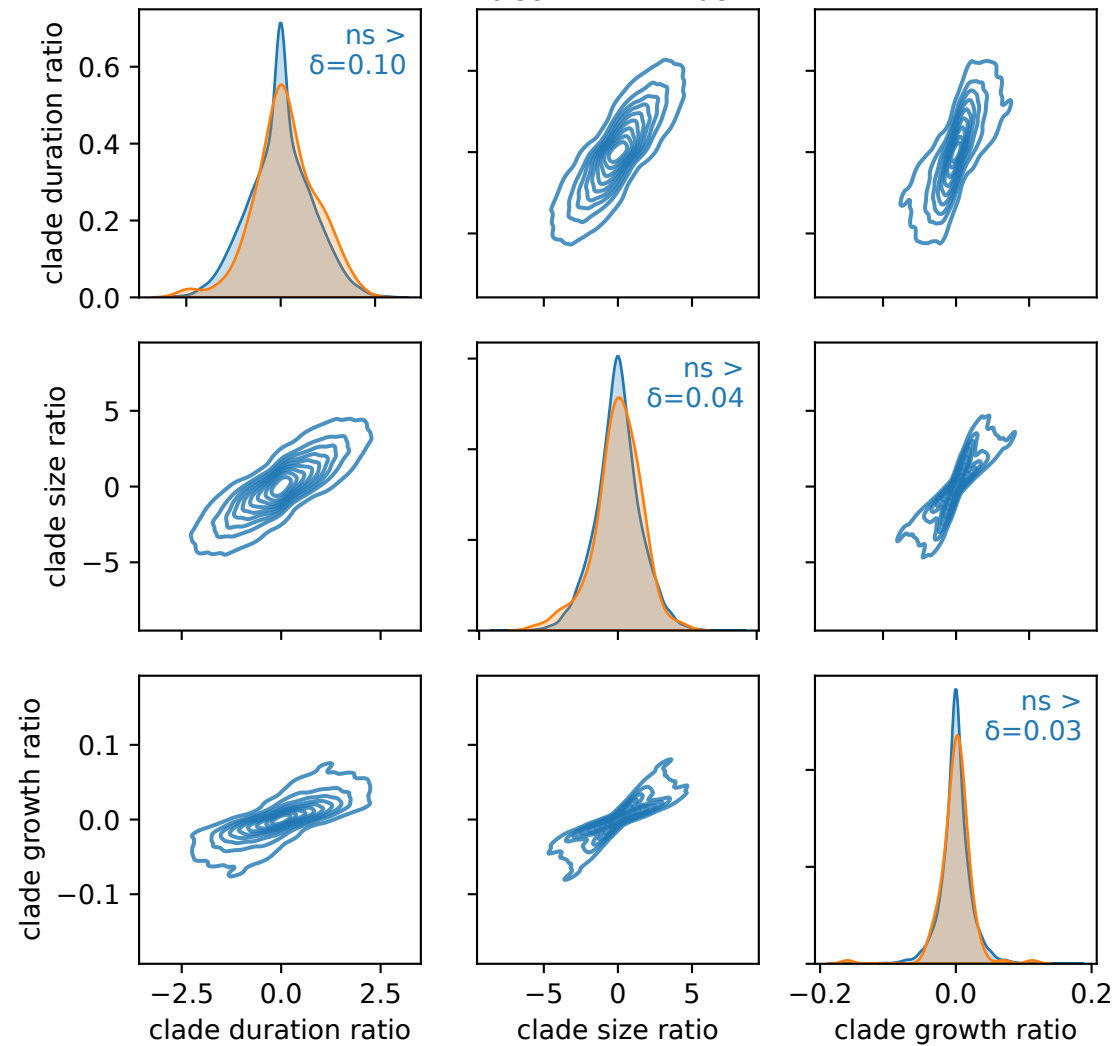 clade duration ratio
0.6
0.4
0.2
0.0
ns >
δ=0.10
clade size ratio
5
0
−5
ns >
δ=0.04
clade growth ratio
0.1
0.0
−0.1
ns >
δ=0.03
−2.5 0.0 2.5 −5 0 5 −0.2 0.0 0.2
clade duration ratio clade size ratio clade growth ratio